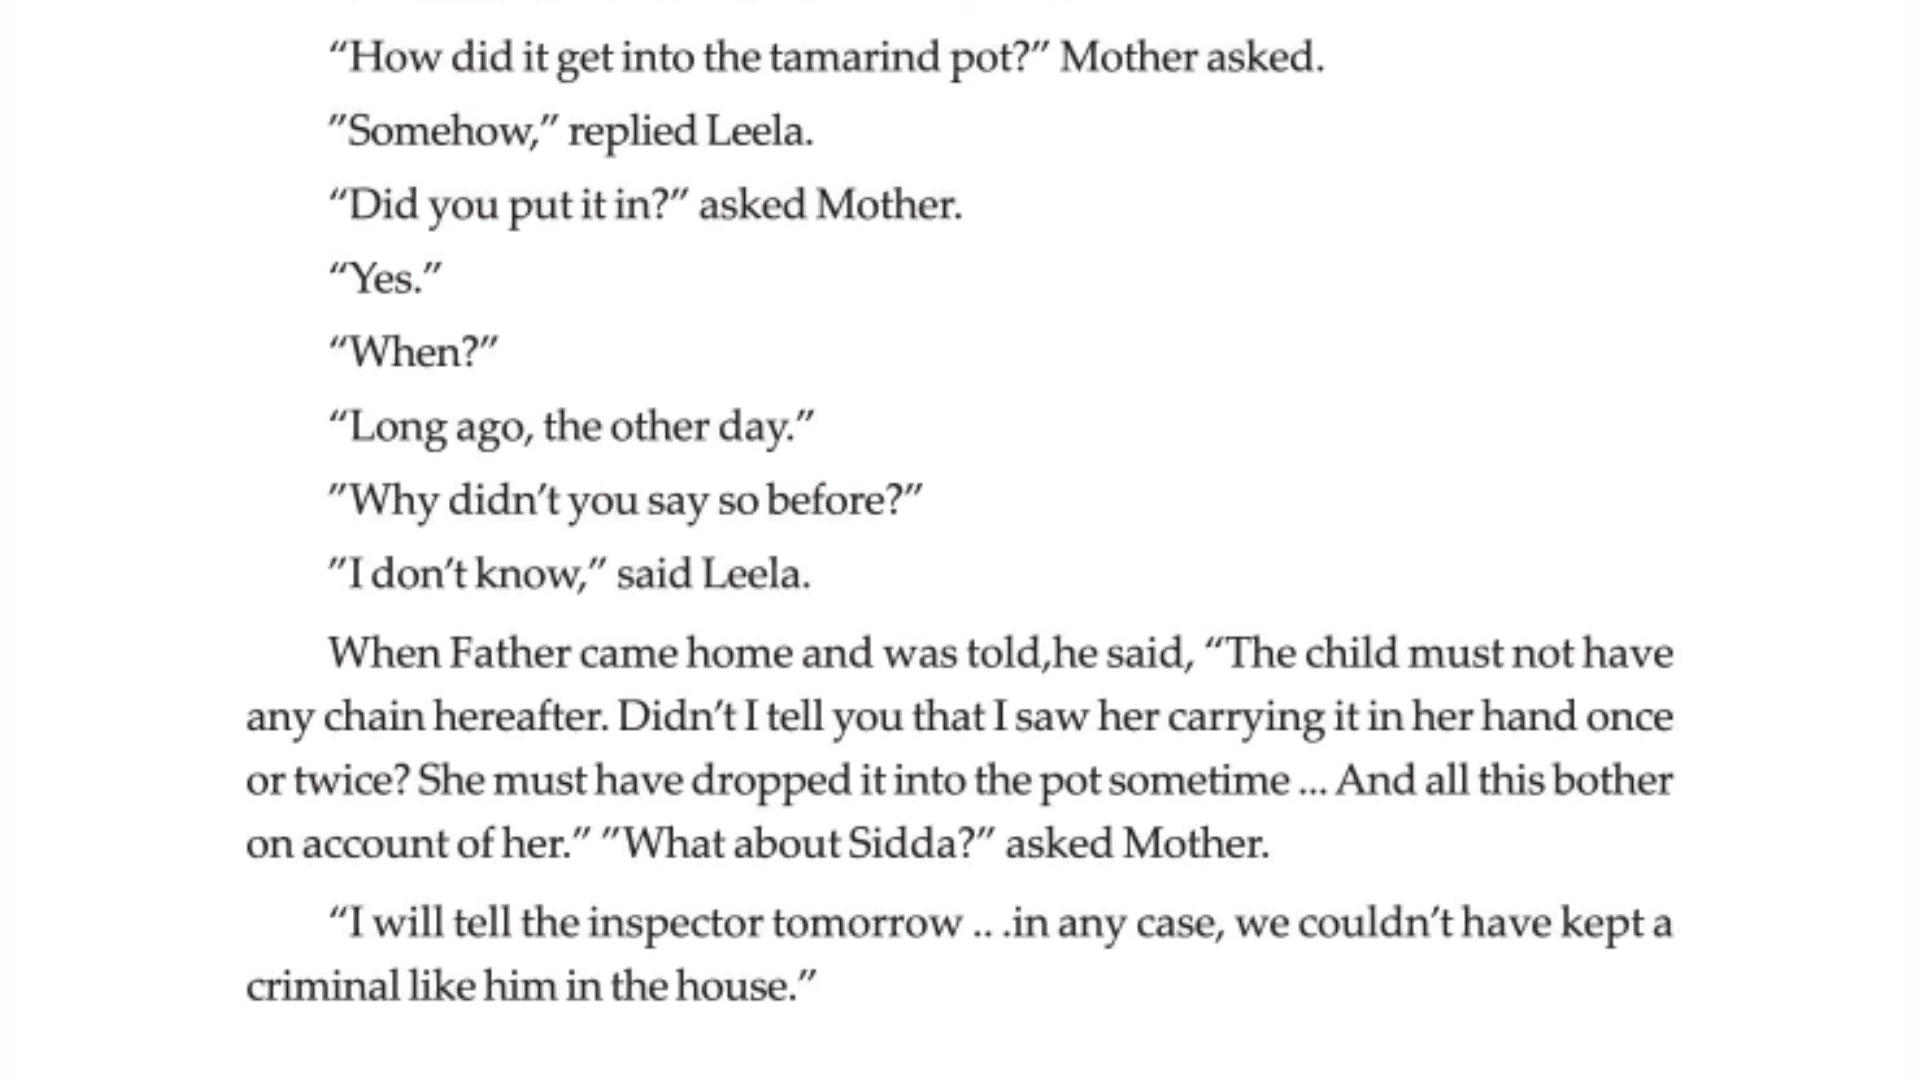 “How did it get into the tamarind pot?” Mother asked.
”Somehow,” replied Leela.
“Did you put it in?” asked Mother.
“Yes.”
“When?”
“Long ago, the other day.”
”Why didn’t you say so before?”
”I don’t know,” said Leela.
When Father came home and was told,he said, “The child must not have
any chain hereafter. Didn’t I tell you that I saw her carrying it in her hand once
or twice? She must have dropped it into the pot sometime ... And all this bother
on account of her.” ”What about Sidda?” asked Mother.
“I will tell the inspector tomorrow .. .in any case, we couldn’t have kept a
criminal like him in the house.”